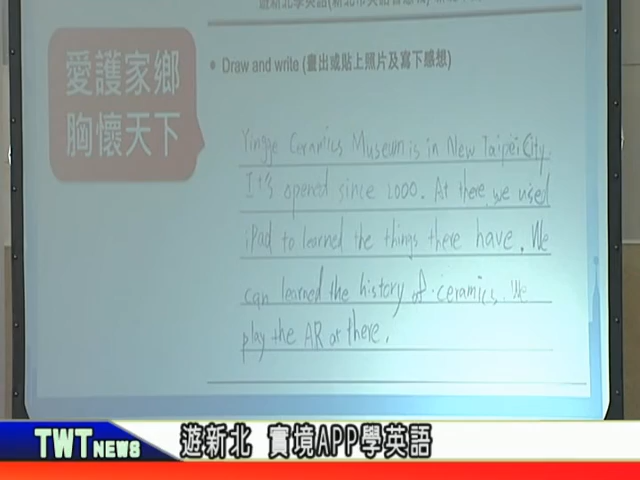 愛護家鄉
胸懷天下
• Draw and write (畫出或貼上照片及寫下感想)
Yingge Ceramics Museum is in New Taipei City.
It's opened since 2000. At there, we used
iPad to learned the things there have. We
can learned the history of ceramics. We
play the AR at there.
TWT NEWS
遊新北 實境APP學英語